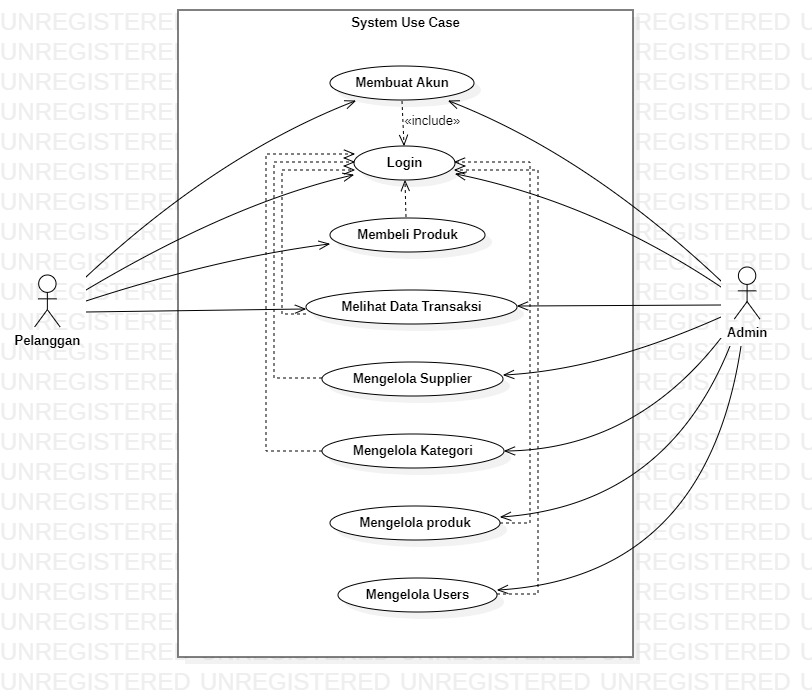 System Use Case
Membuat Akun
«include»
Login
Membeli Produk
Melihat Data Transaksi
Pelanggan
Admin
Mengelola Supplier
Mengelola Kategori
Mengelola produk
Mengelola Users
UNREGISTERED UNREGISTERED UNREGISTERED UNREGISTERED